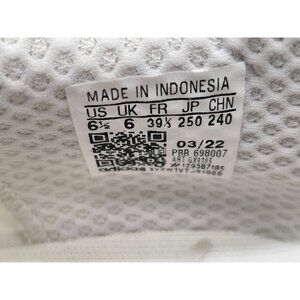 MADE IN INDONESIA
US UK FR JP CHN
6½ 6 39⅓ 250 240
03/22
PRB 698007
adidas